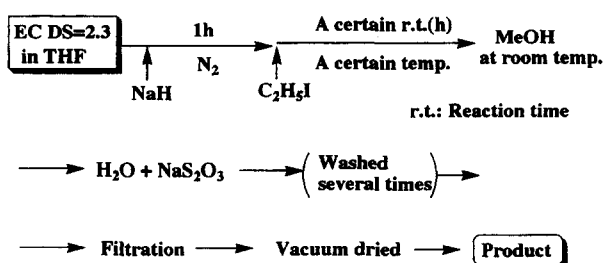 EC DS=2.3
in THF
1h
N₂
NaH
C₂H₅I
A certain r.t.(h)
A certain temp.
MeOH
at room temp.
r.t.: Reaction time
H₂O + NaS₂O₃
(Washed
several times)
Filtration
Vacuum dried
Product